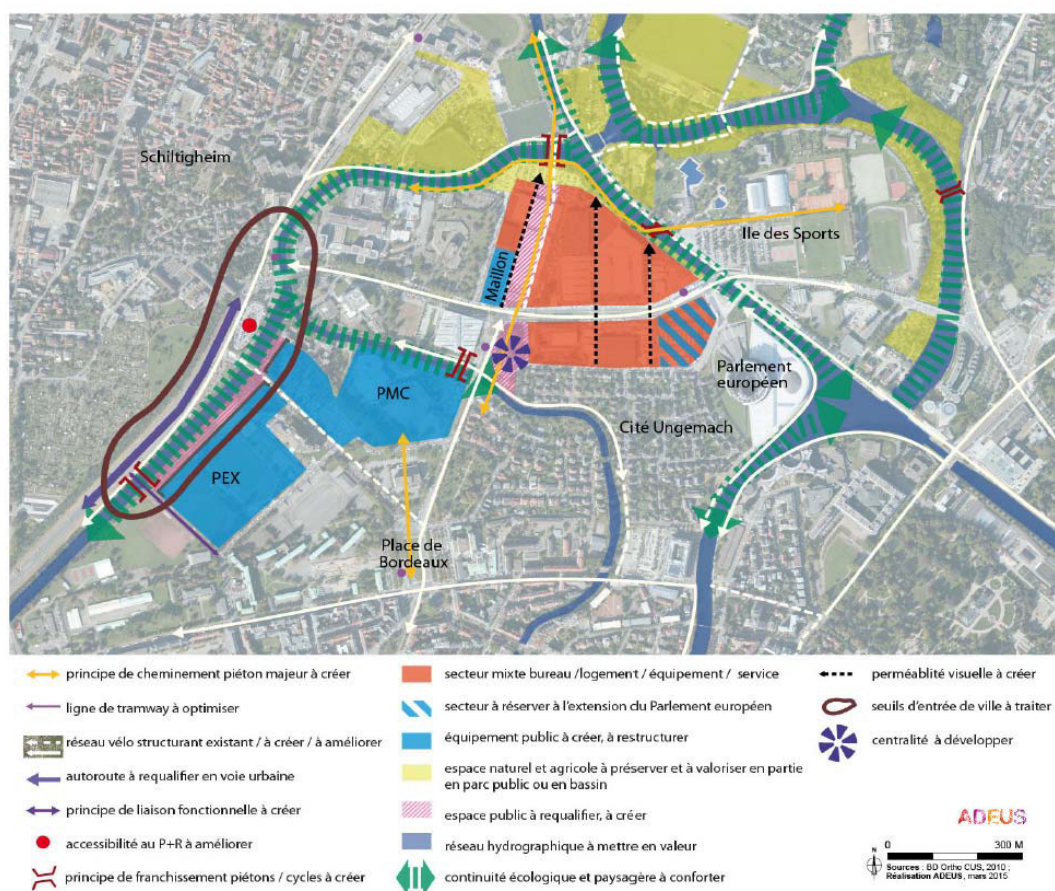 Schiltigheim
Ile des Sports
Maillon
Parlement
européen
PMC
Cité Ungemach
PEX
Place de
Bordeaux
principe de cheminement piéton majeur à créer
ligne de tramway à optimiser
réseau vélo structurant existant / à créer / à améliorer
autoroute à requalifier en voie urbaine
principe de liaison fonctionnelle à créer
accessibilité au P+R à améliorer
principe de franchissement piétons / cycles à créer
secteur mixte bureau /logement / équipement / service
secteur à réserver à l'extension du Parlement européen
équipement public à créer, à restructurer
espace naturel et agricole à préserver et à valoriser en partie
en parc public ou en bassin
espace public à requalifier, à créer
réseau hydrographique à mettre en valeur
continuité écologique et paysagère à conforter
perméablité visuelle à créer
seuils d'entrée de ville à traiter
centralité à développer
ADEUS
N
0 300 M
Sources : BD Ortho CUS, 2010 ;
Réalisation ADEUS, mars 2015